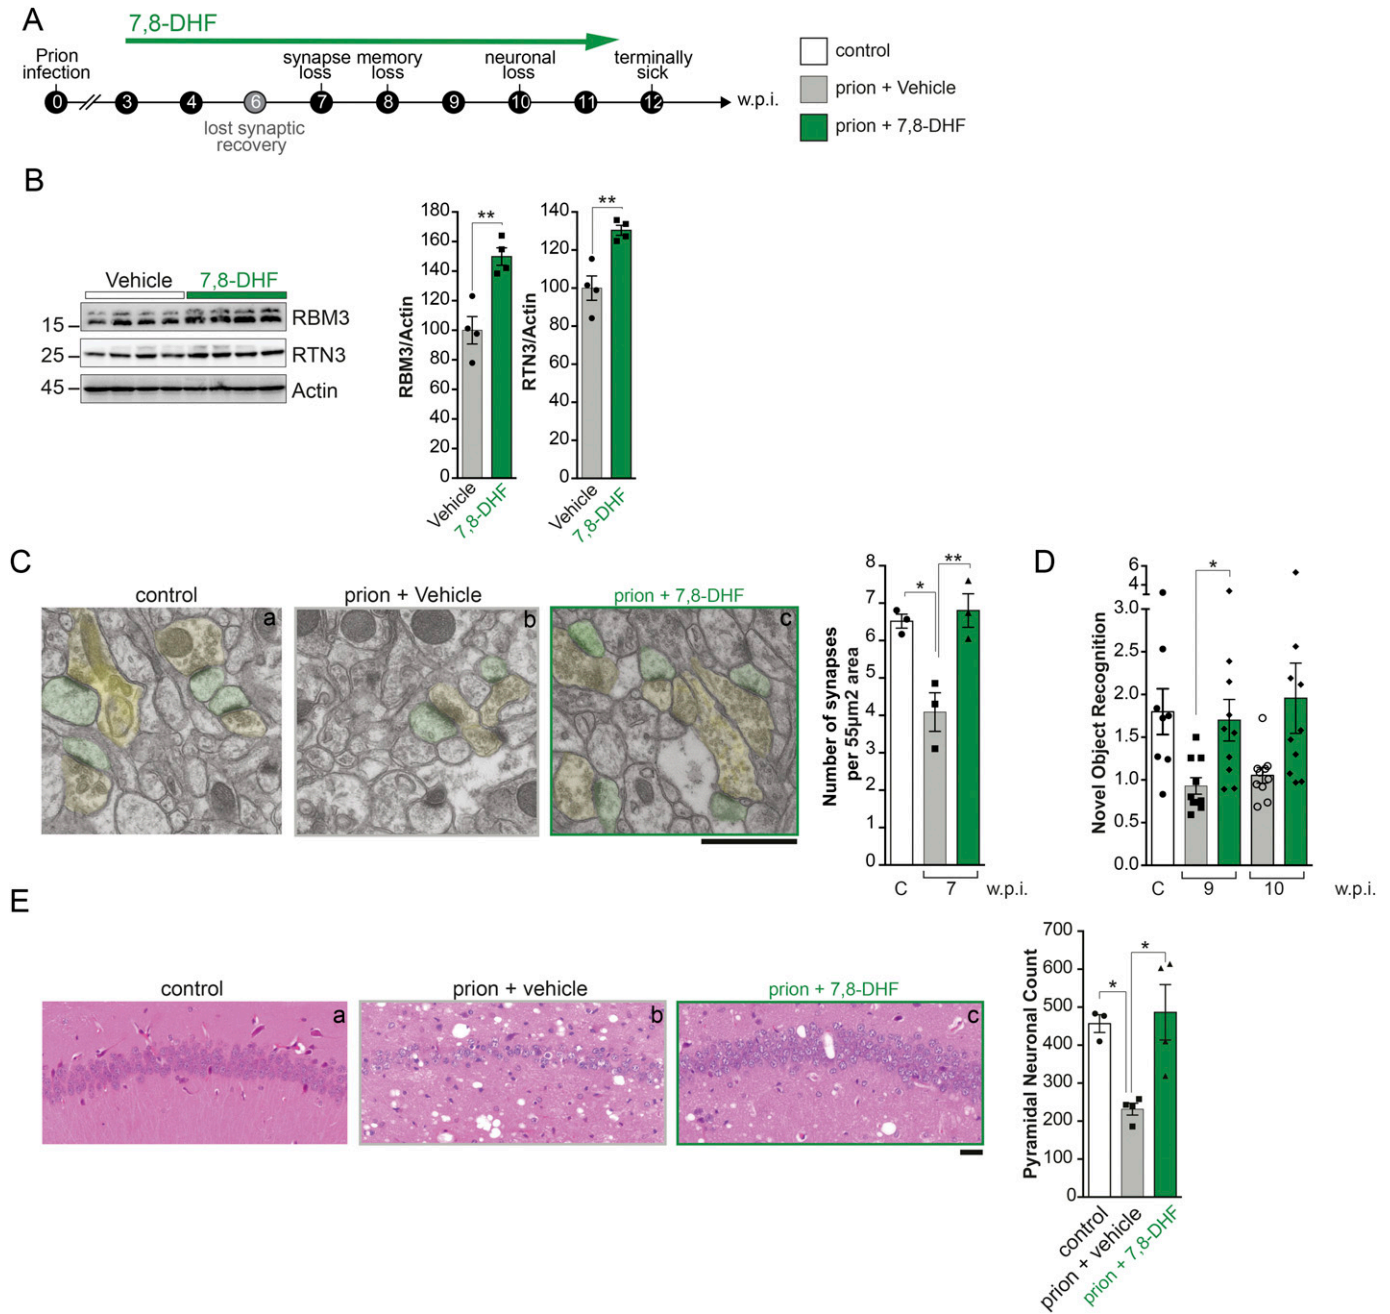 A
7,8-DHF
Prion
infection
synapse
loss
memory
loss
neuronal
loss
terminally
sick
0 3 4 6 7 8 9 10 11 12 w.p.i.
lost synaptic
recovery
control
prion + Vehicle
prion + 7,8-DHF
B
Vehicle 7,8-DHF
15 RBM3
25 RTN3
45 Actin
RBM3/Actin
180
160
140
120
100
80
60
40
20
0
**
Vehicle
7,8-DHF
RTN3/Actin
140
120
100
80
60
40
20
0
**
Vehicle
7,8-DHF
C
control
a
prion + Vehicle
b
prion + 7,8-DHF
c
Number of synapses
per 55µm2 area
8
7
6
5
4
3
2
1
0
*
**
C 7 w.p.i.
D
Novel Object Recognition
6
4
3.0
2.5
2.0
1.5
1.0
0.5
0.0
*
C 9 10 w.p.i.
E
control
a
prion + vehicle
b
prion + 7,8-DHF
c
Pyramidal Neuronal Count
700
600
500
400
300
200
100
0
*
*
control
prion + vehicle
prion + 7,8-DHF